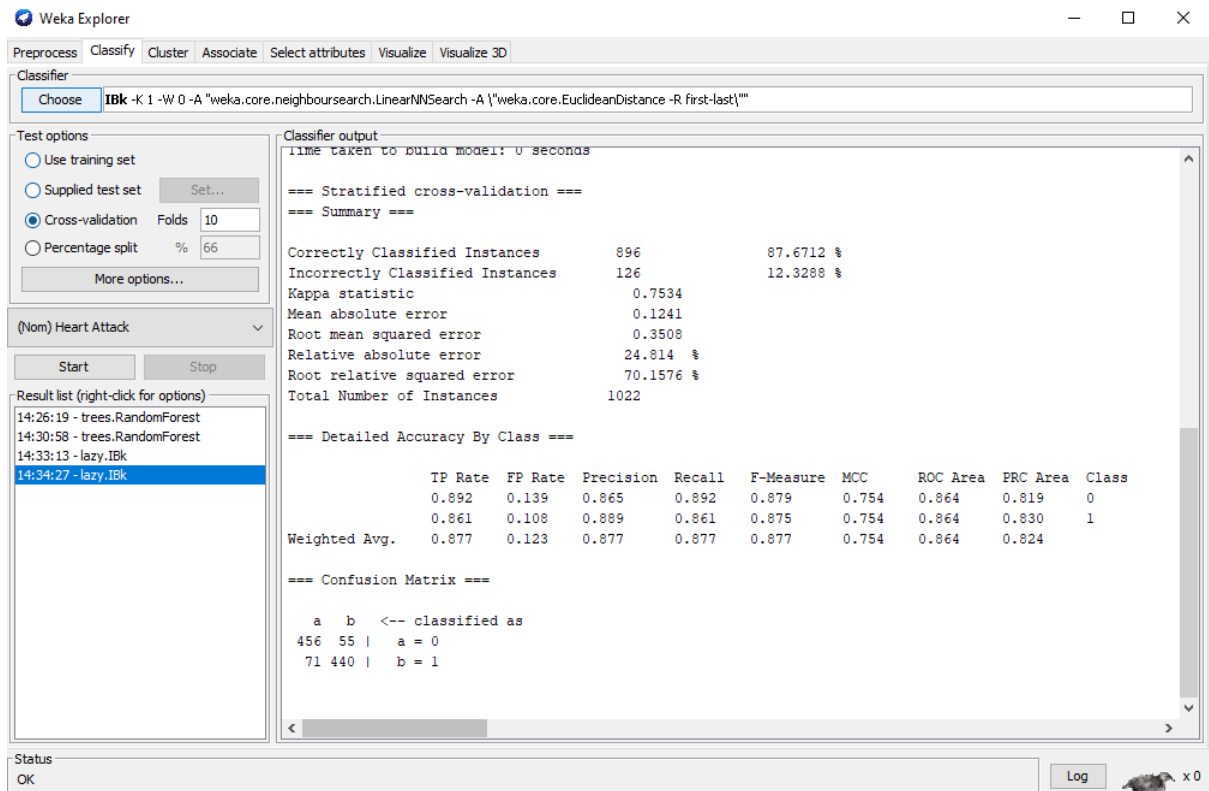 Weka Explorer
Preprocess Classify Cluster Associate Select attributes Visualize Visualize 3D
Classifier
Choose IBk -K 1 -W 0 -A "weka.core.neighboursearch.LinearNNSearch -A \"weka.core.EuclideanDistance -R first-last\""
Test options
Use training set
Supplied test set Set...
Cross-validation Folds 10
Percentage split % 66
More options...
(Nom) Heart Attack
Start Stop
Result list (right-click for options)
14:26:19 - trees.RandomForest
14:30:58 - trees.RandomForest
14:33:13 - lazy.IBk
14:34:27 - lazy.IBk
Classifier output
Time taken to build model: 0 seconds
=== Stratified cross-validation ===
=== Summary ===
Correctly Classified Instances 896 87.6712 %
Incorrectly Classified Instances 126 12.3288 %
Kappa statistic 0.7534
Mean absolute error 0.1241
Root mean squared error 0.3508
Relative absolute error 24.814 %
Root relative squared error 70.1576 %
Total Number of Instances 1022
=== Detailed Accuracy By Class ===
TP Rate FP Rate Precision Recall F-Measure MCC ROC Area PRC Area Class
0.892 0.139 0.865 0.892 0.879 0.754 0.864 0.819 0
0.861 0.108 0.889 0.861 0.875 0.754 0.864 0.830 1
Weighted Avg. 0.877 0.123 0.877 0.877 0.877 0.754 0.864 0.824
=== Confusion Matrix ===
a b <-- classified as
456 55 | a = 0
71 440 | b = 1
Status
OK
Log x 0